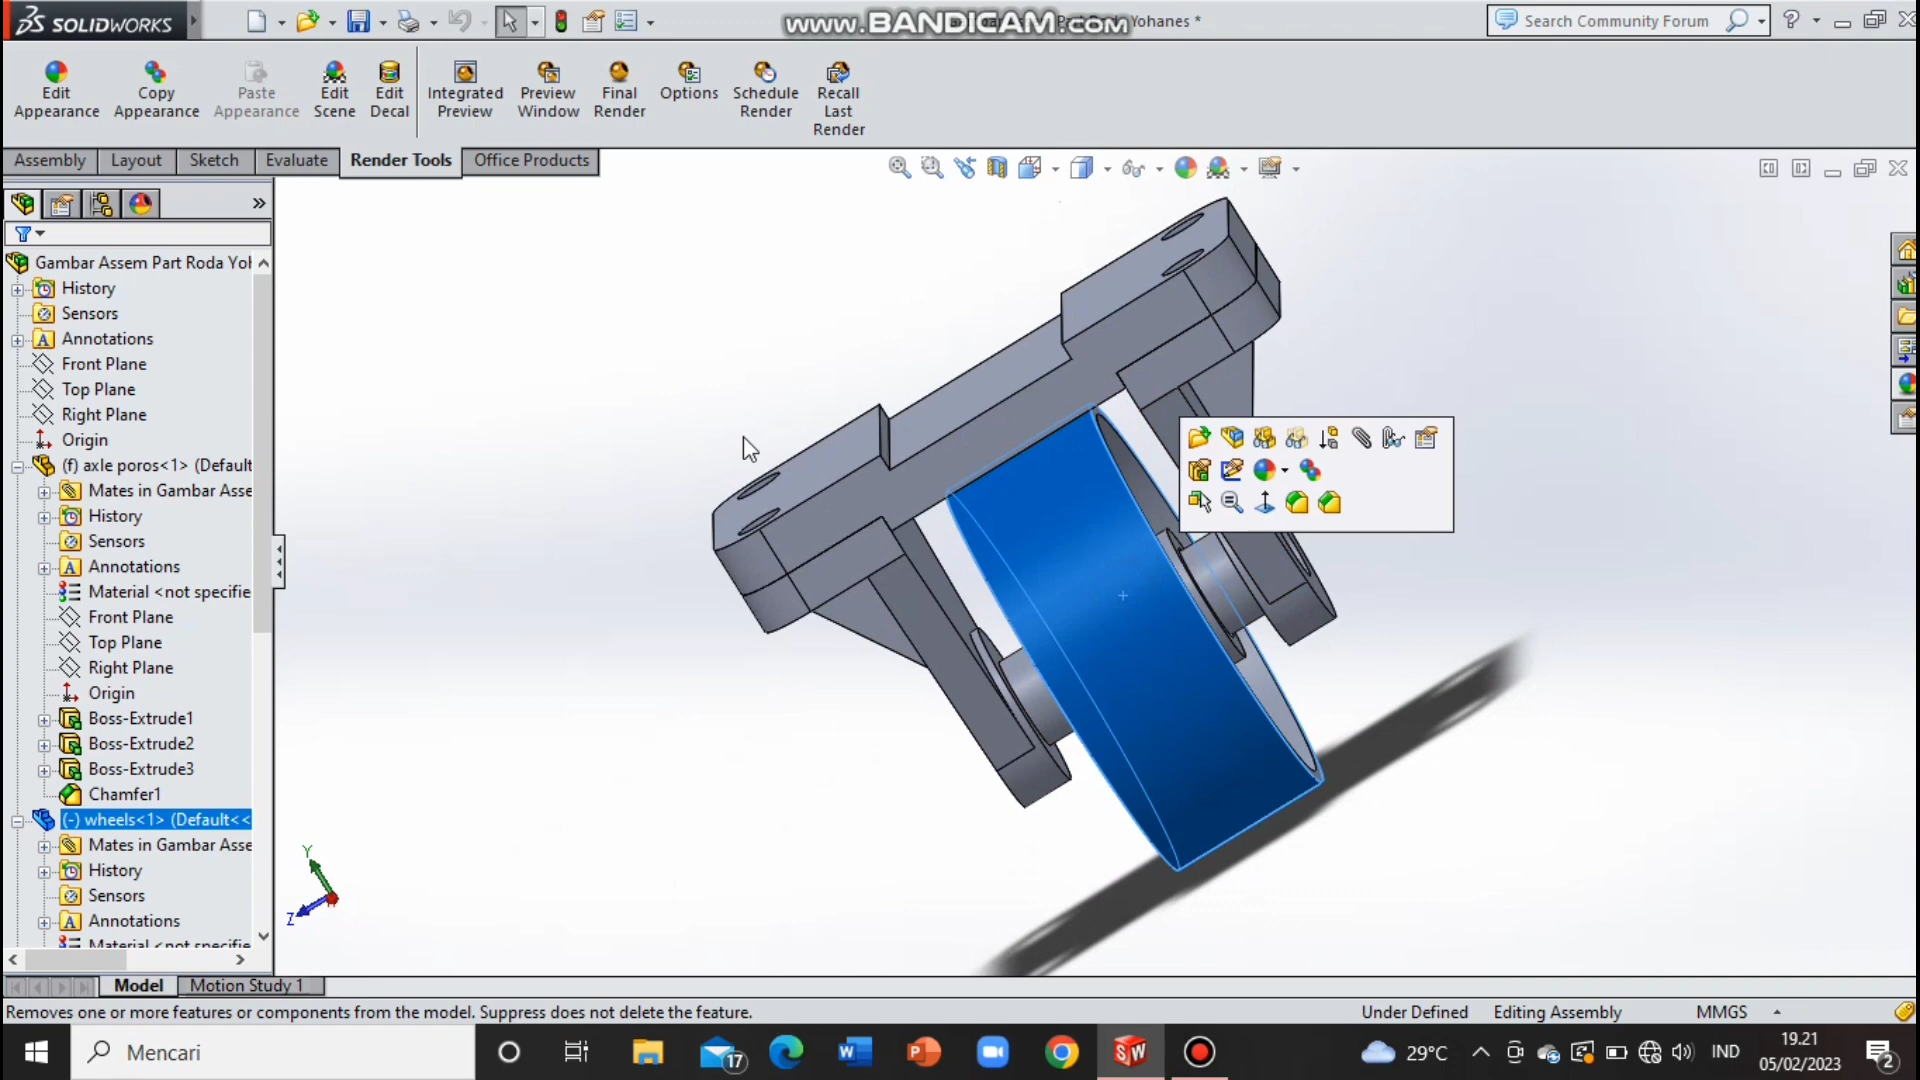 SOLIDWORKS
www.BANDICAM.com
Yohanes *
Search Community Forum
Edit Appearance
Copy Appearance
Paste Appearance
Edit Scene
Edit Decal
Integrated Preview
Preview Window
Final Render
Options
Schedule Render
Recall Last Render
Assembly
Layout
Sketch
Evaluate
Render Tools
Office Products
Gambar Assem Part Roda Yol
History
Sensors
Annotations
Front Plane
Top Plane
Right Plane
Origin
(f) axle poros<1> (Default
Mates in Gambar Asse
History
Sensors
Annotations
Material <not specifie
Front Plane
Top Plane
Right Plane
Origin
Boss-Extrude1
Boss-Extrude2
Boss-Extrude3
Chamfer1
(-) wheels<1> (Default<<
Mates in Gambar Asse
History
Sensors
Annotations
Material <not specifie
Y
Z
Model
Motion Study 1
Removes one or more features or components from the model. Suppress does not delete the feature.
Under Defined
Editing Assembly
MMGS
Mencari
17
29°C
IND
19.21
05/02/2023
2